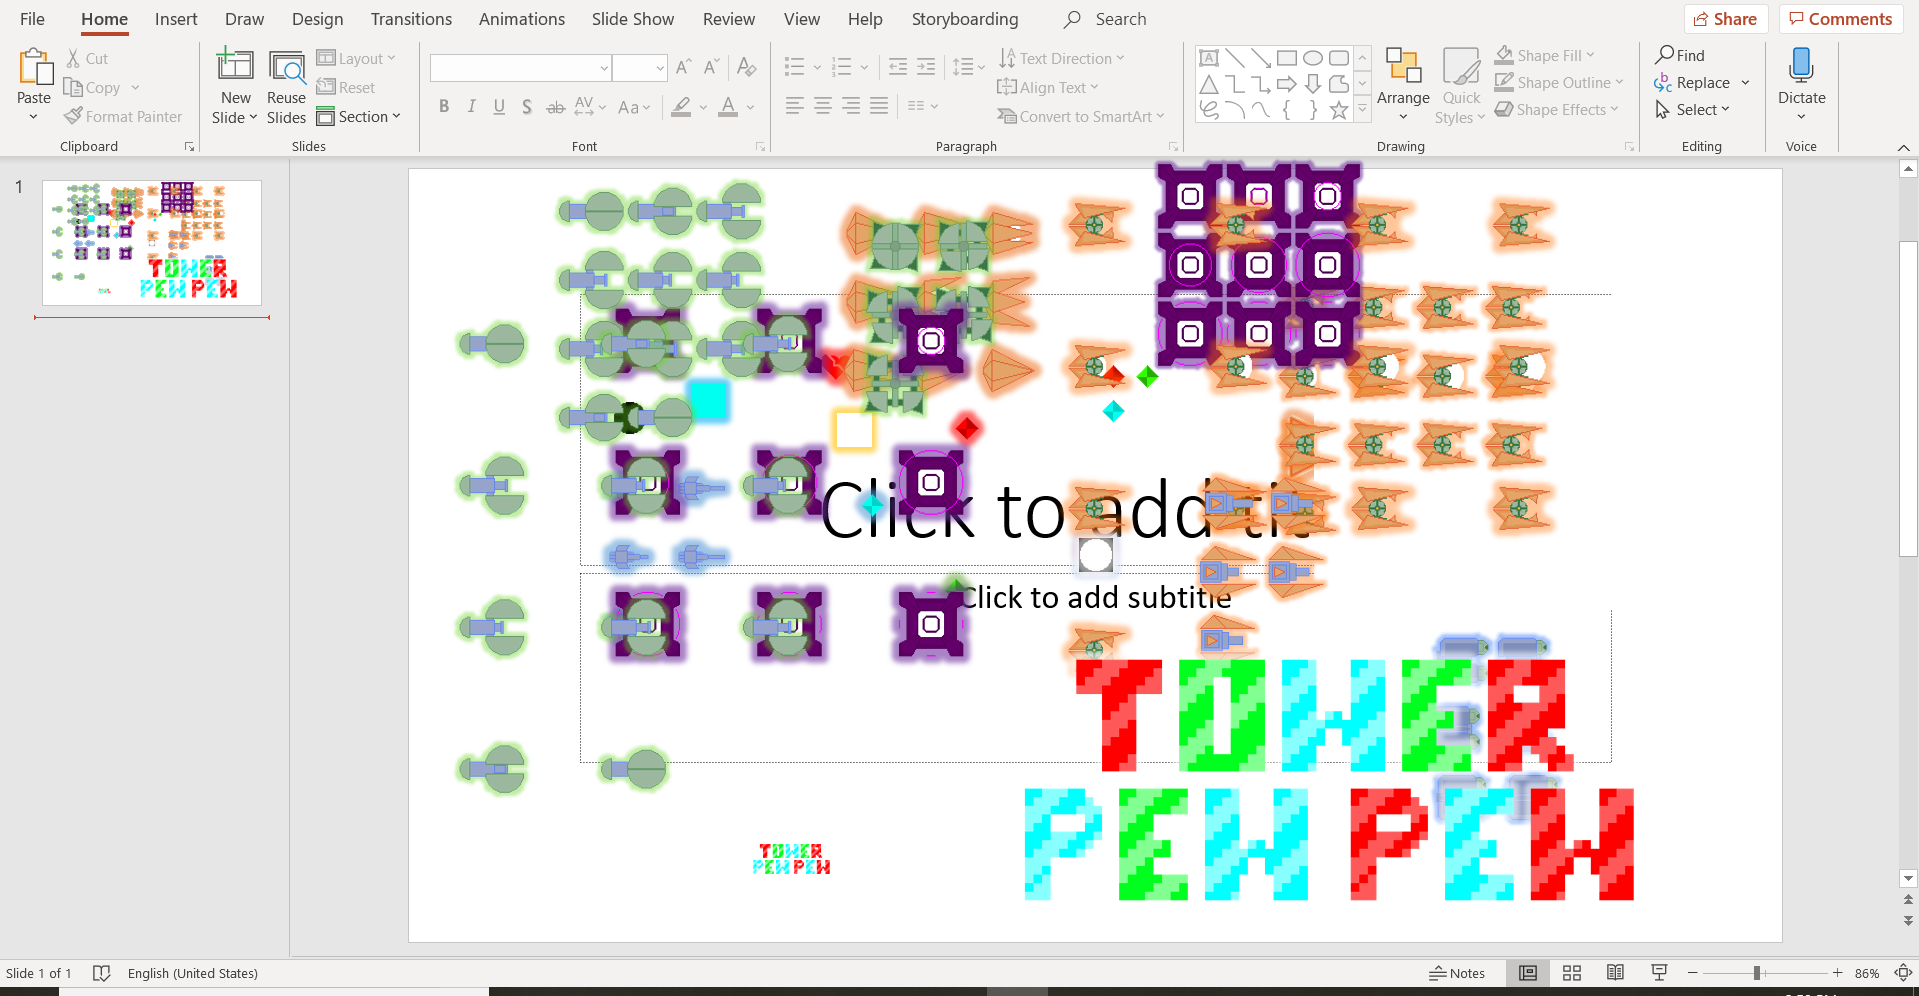 File Home Insert Draw Design Transitions Animations Slide Show Review View Help Storyboarding Search Share Comments
Paste Cut Copy Format Painter Clipboard
New Slide Reuse Slides Layout Reset Section Slides
B I U S ab AV Aa A Font
Text Direction Align Text Convert to SmartArt Paragraph
Arrange Quick Styles Shape Fill Shape Outline Shape Effects Drawing
Find Replace Select Editing
Dictate Voice
1
Click to add tit
Click to add subtitle
TOWER
PEW PEW
TOWER
PEW PEW
Slide 1 of 1 English (United States) Notes 86%